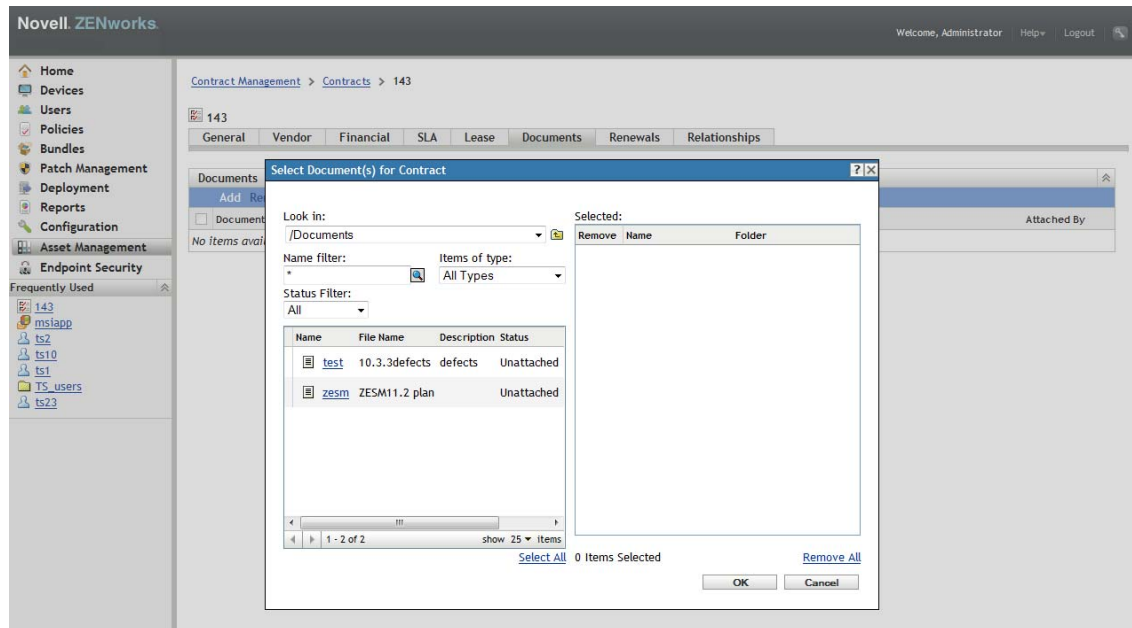 Novell. ZENworks.
Welcome, Administrator Help Logout
Home
Devices
Users
Policies
Bundles
Patch Management
Deployment
Reports
Configuration
Asset Management
Endpoint Security
Frequently Used
143
msiapp
ts2
ts10
ts1
TS_users
ts23
Contract Management > Contracts > 143
143
General Vendor Financial SLA Lease Documents Renewals Relationships
Documents
Add
Document
Attached By
No items
Select Document(s) for Contract
Look in:
/Documents
Name filter: Items of type:
* All Types
Status Filter:
All
Name File Name Description Status
test 10.3.3defects defects Unattached
zesm ZESM11.2 plan Unattached
1 - 2 of 2 show 25 items
Select All
Selected:
Remove Name Folder
0 Items Selected Remove All
OK Cancel